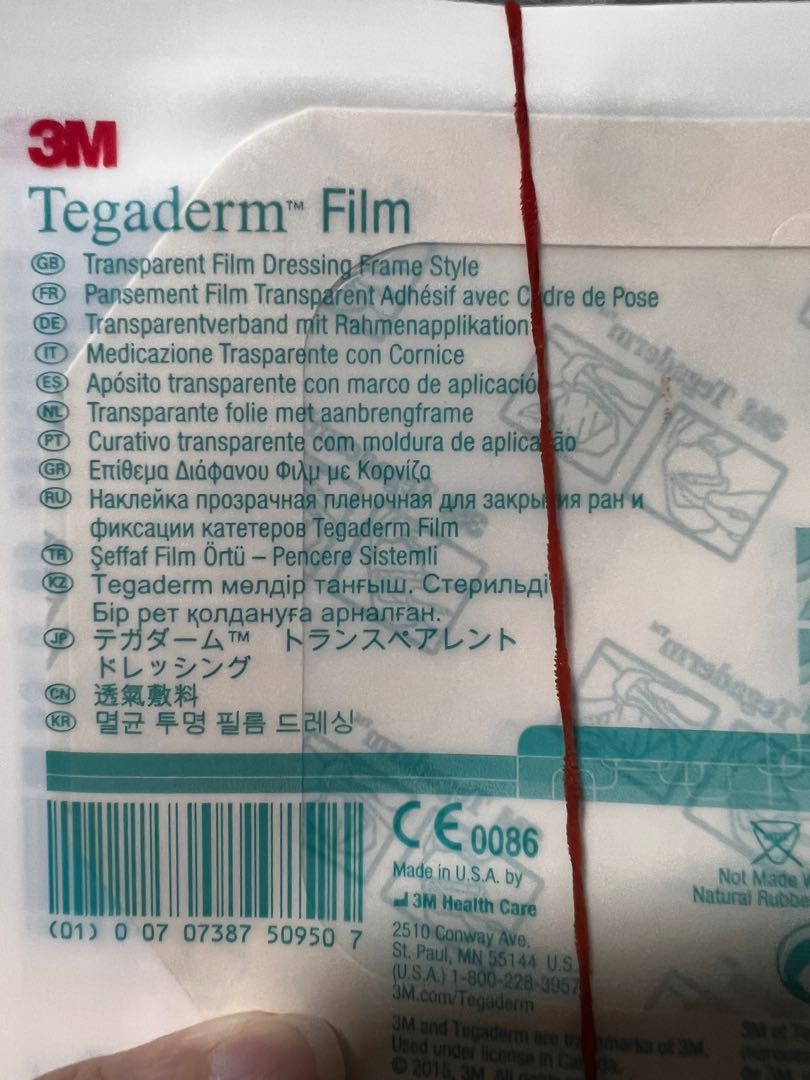 3M
Tegaderm™ Film
GB Transparent Film Dressing Frame Style
FR Pansement Film Transparent Adhésif avec Cadre de Pose
DE Transparentverband mit Rahmenapplikation
IT Medicazione Trasparente con Cornice
ES Apósito transparente con marco de aplicació
NL Transparante folie met aanbrengframe
PT Curativo transparente com moldura de aplicação
GR Επίθεμα Διάφανου Φιλμ με Κορνίζα
RU Наклейка прозрачная пленочная для закрытия ран и
фиксации катетеров Tegaderm Film
TR Şeffaf Film Örtü – Pencere Sistemli
KZ Tegaderm мөлдір таңғыш. Стерильді
Бір рет қолдануға арналған.
JP テガダーム™ トランスペアレント
ドレッシング
CN 透氣敷料
KR 멸균 투명 필름 드레싱
(01) 0 07 07387 50950 7
CE 0086
Made in U.S.A. by
3M Health Care
2510 Conway Ave.
St. Paul, MN 55144 U.S.
(U.S.A.) 1-800-228-3957
3M.com/Tegaderm
3M and Tegaderm are trademarks of 3M.
Used under license in Canada.
© 2015, 3M. All
Not Made
Natural
3M Tegaderm™
Tegaderm™